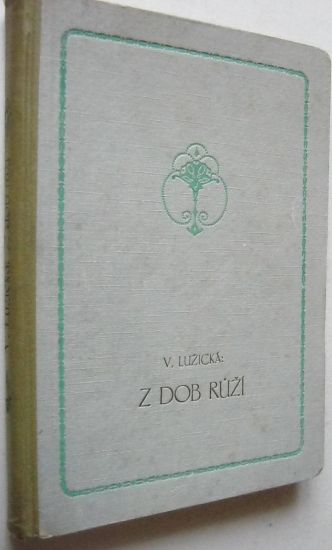 V. LUŽICKÁ:
Z DOB RŮŽÍ